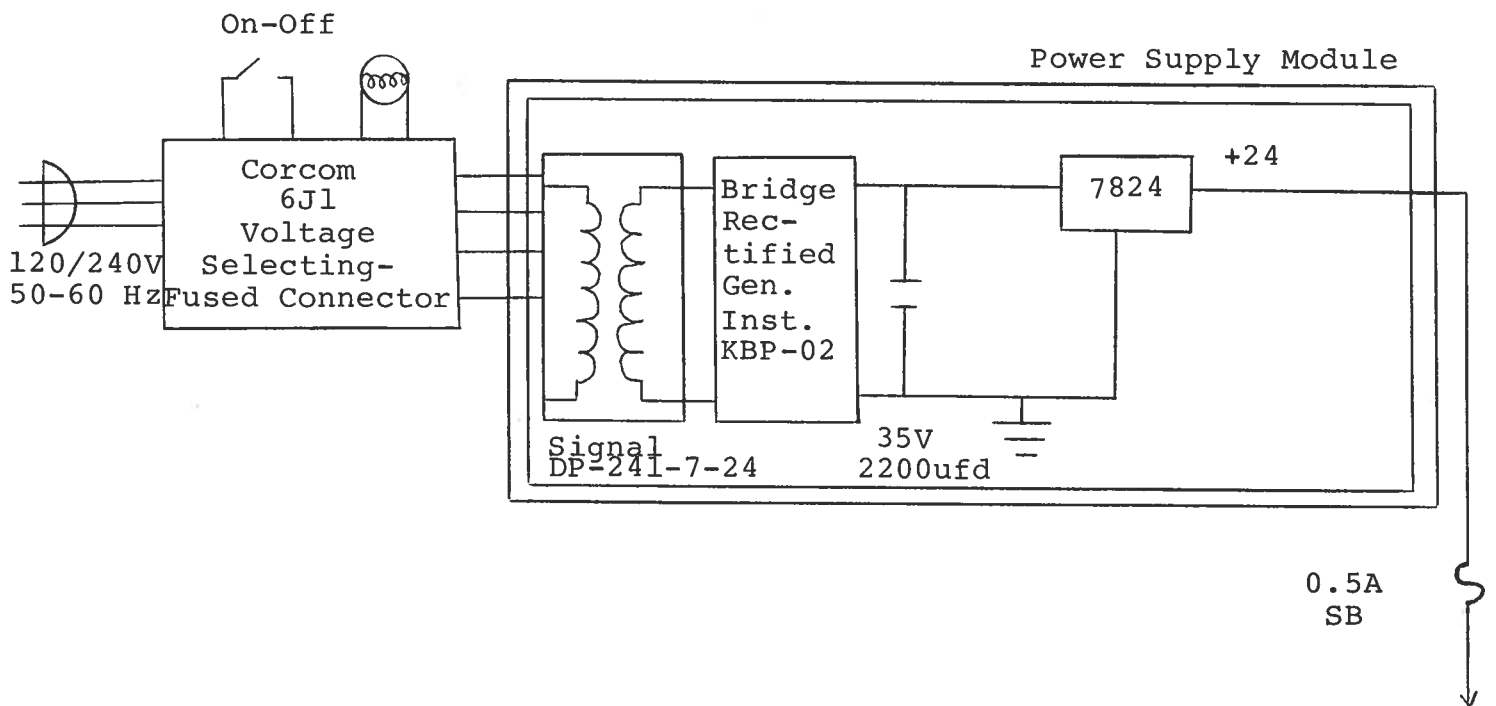 On-Off
Power Supply Module
Corcom
6J1
Voltage
Selecting-
Fused Connector
120/240V
50-60 Hz
Signal
DP-241-7-24
Bridge
Rec-
tified
Gen.
Inst.
KBP-02
35V
2200ufd
7824
+24
0.5A
SB